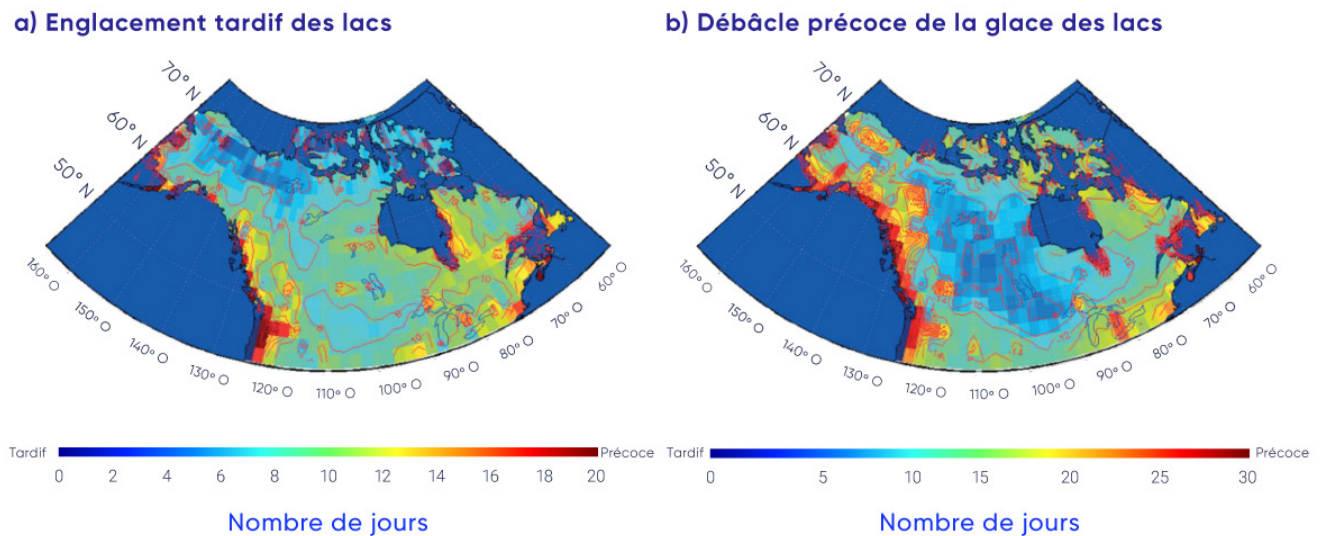 a) Englacement tardif des lacs
b) Débâcle précoce de la glace des lacs
70° N
60° N
50° N
160° O
150° O
140° O
130° O
120° O
110° O
100° O
90° O
80° O
70° O
60° O
70° N
60° N
50° N
160° O
150° O
140° O
130° O
120° O
110° O
100° O
90° O
80° O
70° O
60° O
Tardif
Précoce
0 2 4 6 8 10 12 14 16 18 20
Nombre de jours
Tardif
Précoce
0 5 10 15 20 25 30
Nombre de jours